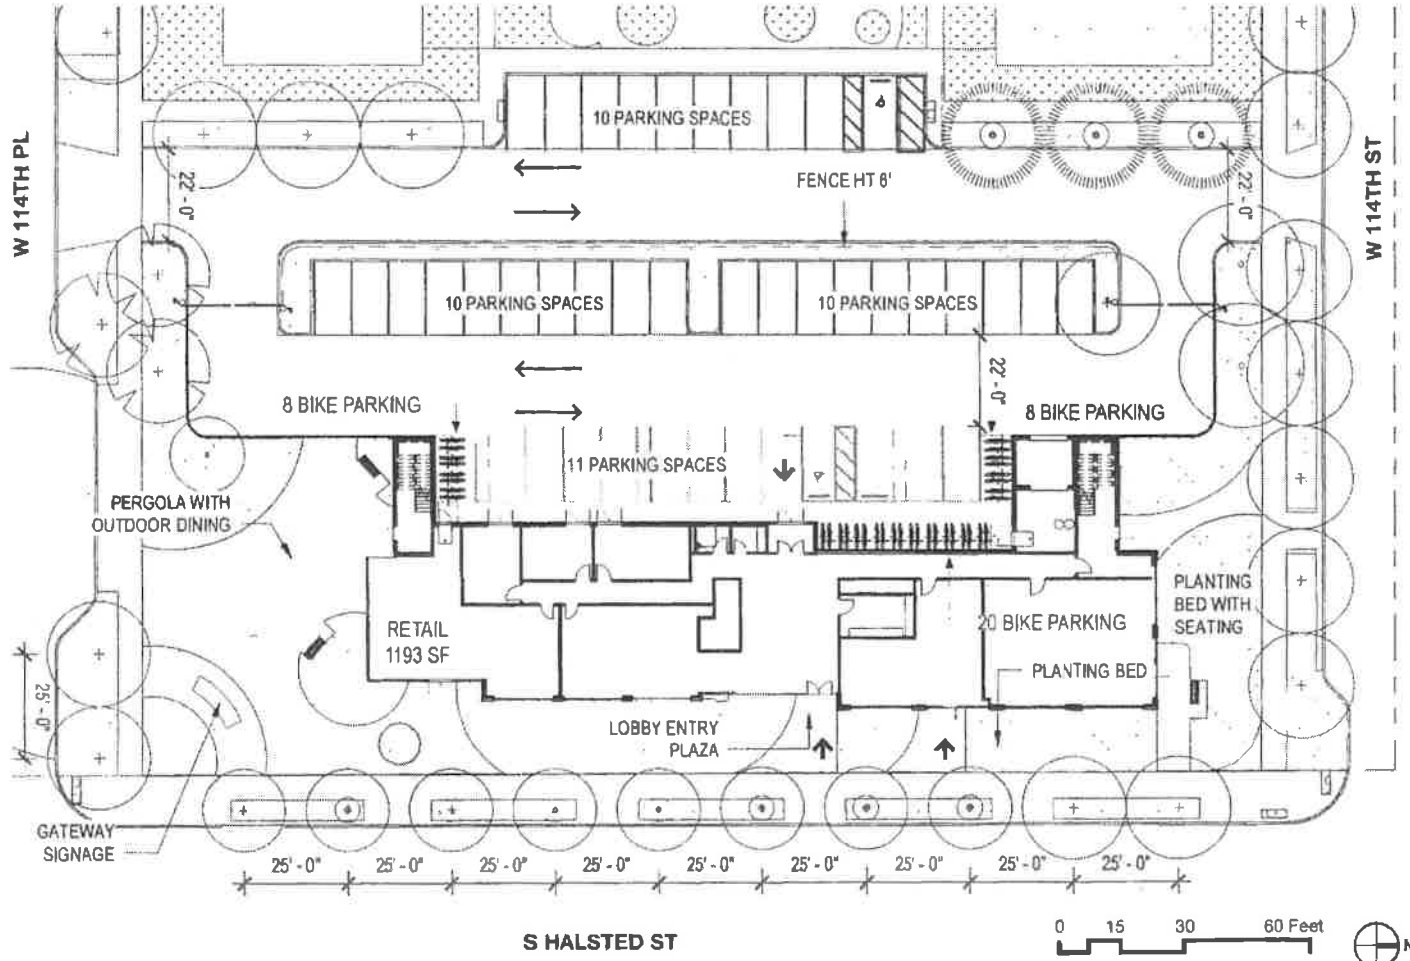 10 PARKING SPACES
W 114TH PL
22' - 0"
FENCE HT 6'
22' - 0"
W 114TH ST
10 PARKING SPACES
10 PARKING SPACES
22' - 0"
8 BIKE PARKING
8 BIKE PARKING
11 PARKING SPACES
PERGOLA WITH
OUTDOOR DINING
RETAIL
1193 SF
20 BIKE PARKING
PLANTING
BED WITH
SEATING
PLANTING BED
25' - 0"
LOBBY ENTRY
PLAZA
GATEWAY
SIGNAGE
25' - 0"
25' - 0"
25' - 0"
25' - 0"
25' - 0"
25' - 0"
25' - 0"
25' - 0"
25' - 0"
S HALSTED ST
0 15 30 60 Feet
N